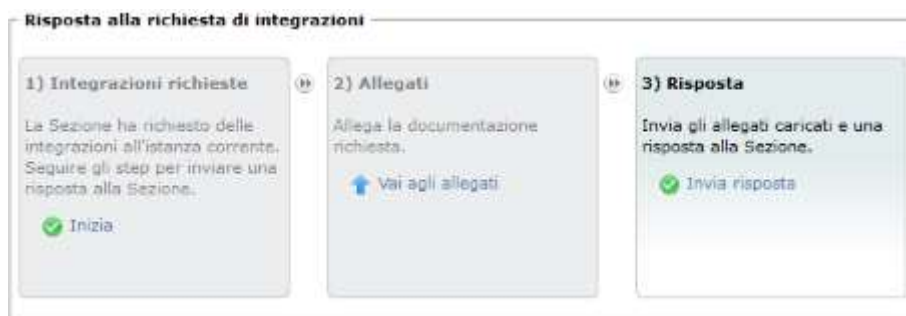 Risposta alla richiesta di integrazioni
1) Integrazioni richieste
La Sezione ha richiesto delle
integrazioni all'istanza corrente.
Seguire gli step per inviare una
risposta alla Sezione.
Inizia
2) Allegati
Allega la documentazione
richiesta.
Vai agli allegati
3) Risposta
Invia gli allegati caricati e una
risposta alla Sezione.
Invia risposta